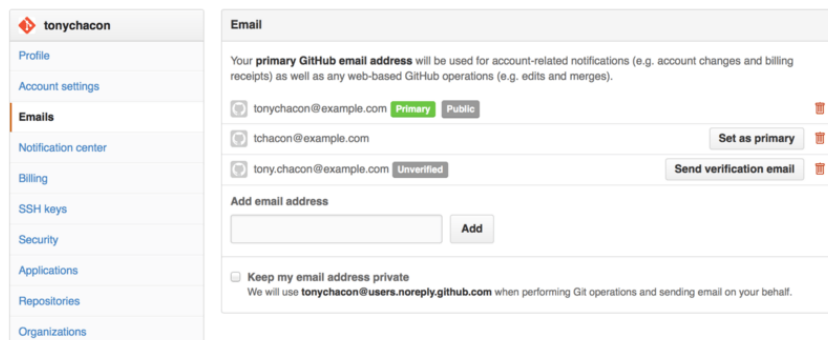 tonychacon
Profile
Account settings
Emails
Notification center
Billing
SSH keys
Security
Applications
Repositories
Organizations
Email
Your primary GitHub email address will be used for account-related notifications (e.g. account changes and billing
receipts) as well as any web-based GitHub operations (e.g. edits and merges).
tonychacon@example.com Primary Public
tchacon@example.com Set as primary
tony.chacon@example.com Unverified Send verification email
Add email address
Add
Keep my email address private
We will use tonychacon@users.noreply.github.com when performing Git operations and sending email on your behalf.